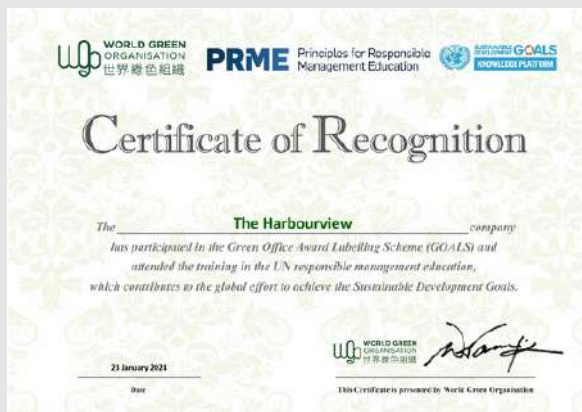 WORLD GREEN
ORGANISATION
世界綠色組織
PRME Principles for Responsible
Management Education
SUSTAINABLE
DEVELOPMENT GOALS
KNOWLEDGE PLATFORM
Certificate of Recognition
The The Harbourview company
has participated in the Green Office Award Labelling Scheme (GOALS) and
attended the training in the UN responsible management education,
which contributes to the global effort to achieve the Sustainable Development Goals.
WORLD GREEN
ORGANISATION
世界綠色組織
Date
This Certificate is presented by World Green Organisation